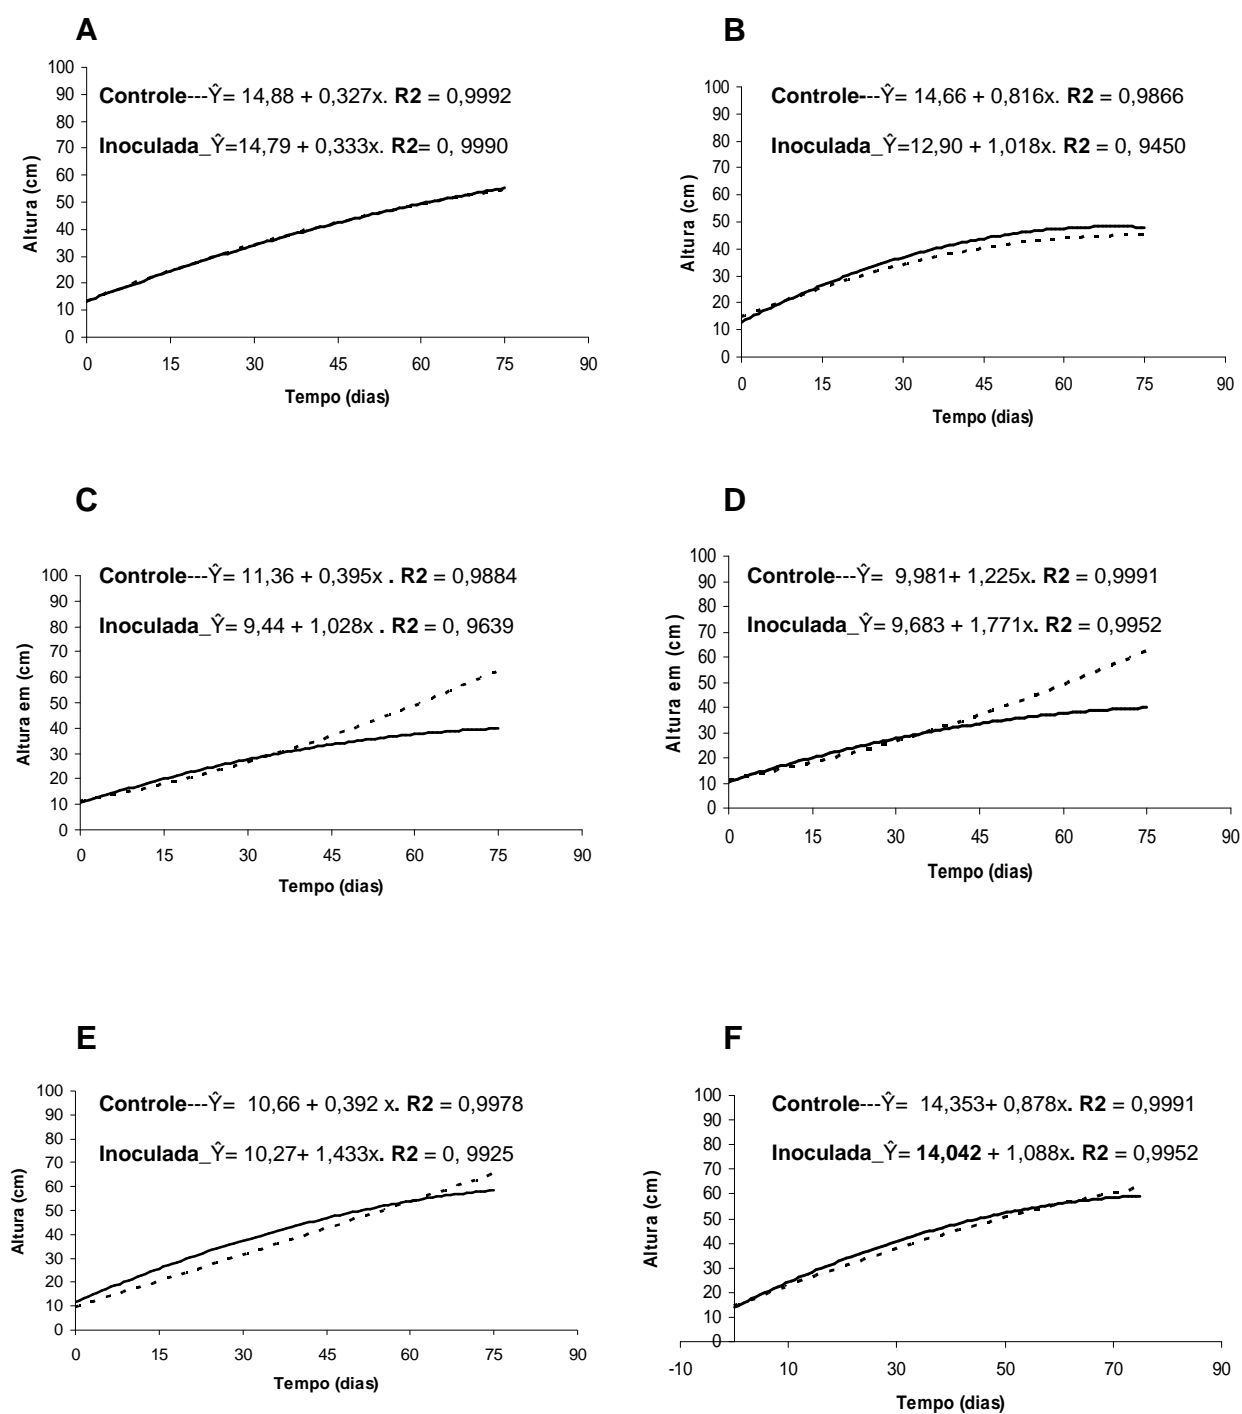 A
100
90
80
70
60
50
40
30
20
10
0
Altura (cm)
Controle---Ŷ= 14,88 + 0,327x. R2 = 0,9992
Inoculada_Ŷ=14,79 + 0,333x. R2= 0, 9990
0 15 30 45 60 75 90
Tempo (dias)
B
100
90
80
70
60
50
40
30
20
10
0
Altura (cm)
Controle---Ŷ= 14,66 + 0,816x. R2 = 0,9866
Inoculada_Ŷ=12,90 + 1,018x. R2 = 0, 9450
0 15 30 45 60 75 90
Tempo (dias)
C
100
90
80
70
60
50
40
30
20
10
0
Altura em (cm)
Controle---Ŷ= 11,36 + 0,395x . R2 = 0,9884
Inoculada_Ŷ= 9,44 + 1,028x . R2 = 0, 9639
0 15 30 45 60 75 90
Tempo (dias)
D
100
90
80
70
60
50
40
30
20
10
0
Altura em (cm)
Controle---Ŷ= 9,981+ 1,225x. R2 = 0,9991
Inoculada_Ŷ= 9,683 + 1,771x. R2 = 0,9952
0 15 30 45 60 75 90
Tempo (dias)
E
100
90
80
70
60
50
40
30
20
10
0
Altura (cm)
Controle---Ŷ= 10,66 + 0,392 x. R2 = 0,9978
Inoculada_Ŷ= 10,27+ 1,433x. R2 = 0, 9925
0 15 30 45 60 75 90
Tempo (dias)
F
100
90
80
70
60
50
40
30
20
10
0
Altura (cm)
Controle---Ŷ= 14,353+ 0,878x. R2 = 0,9991
Inoculada_Ŷ= 14,042 + 1,088x. R2 = 0,9952
-10 10 30 50 70 90
Tempo (dias)